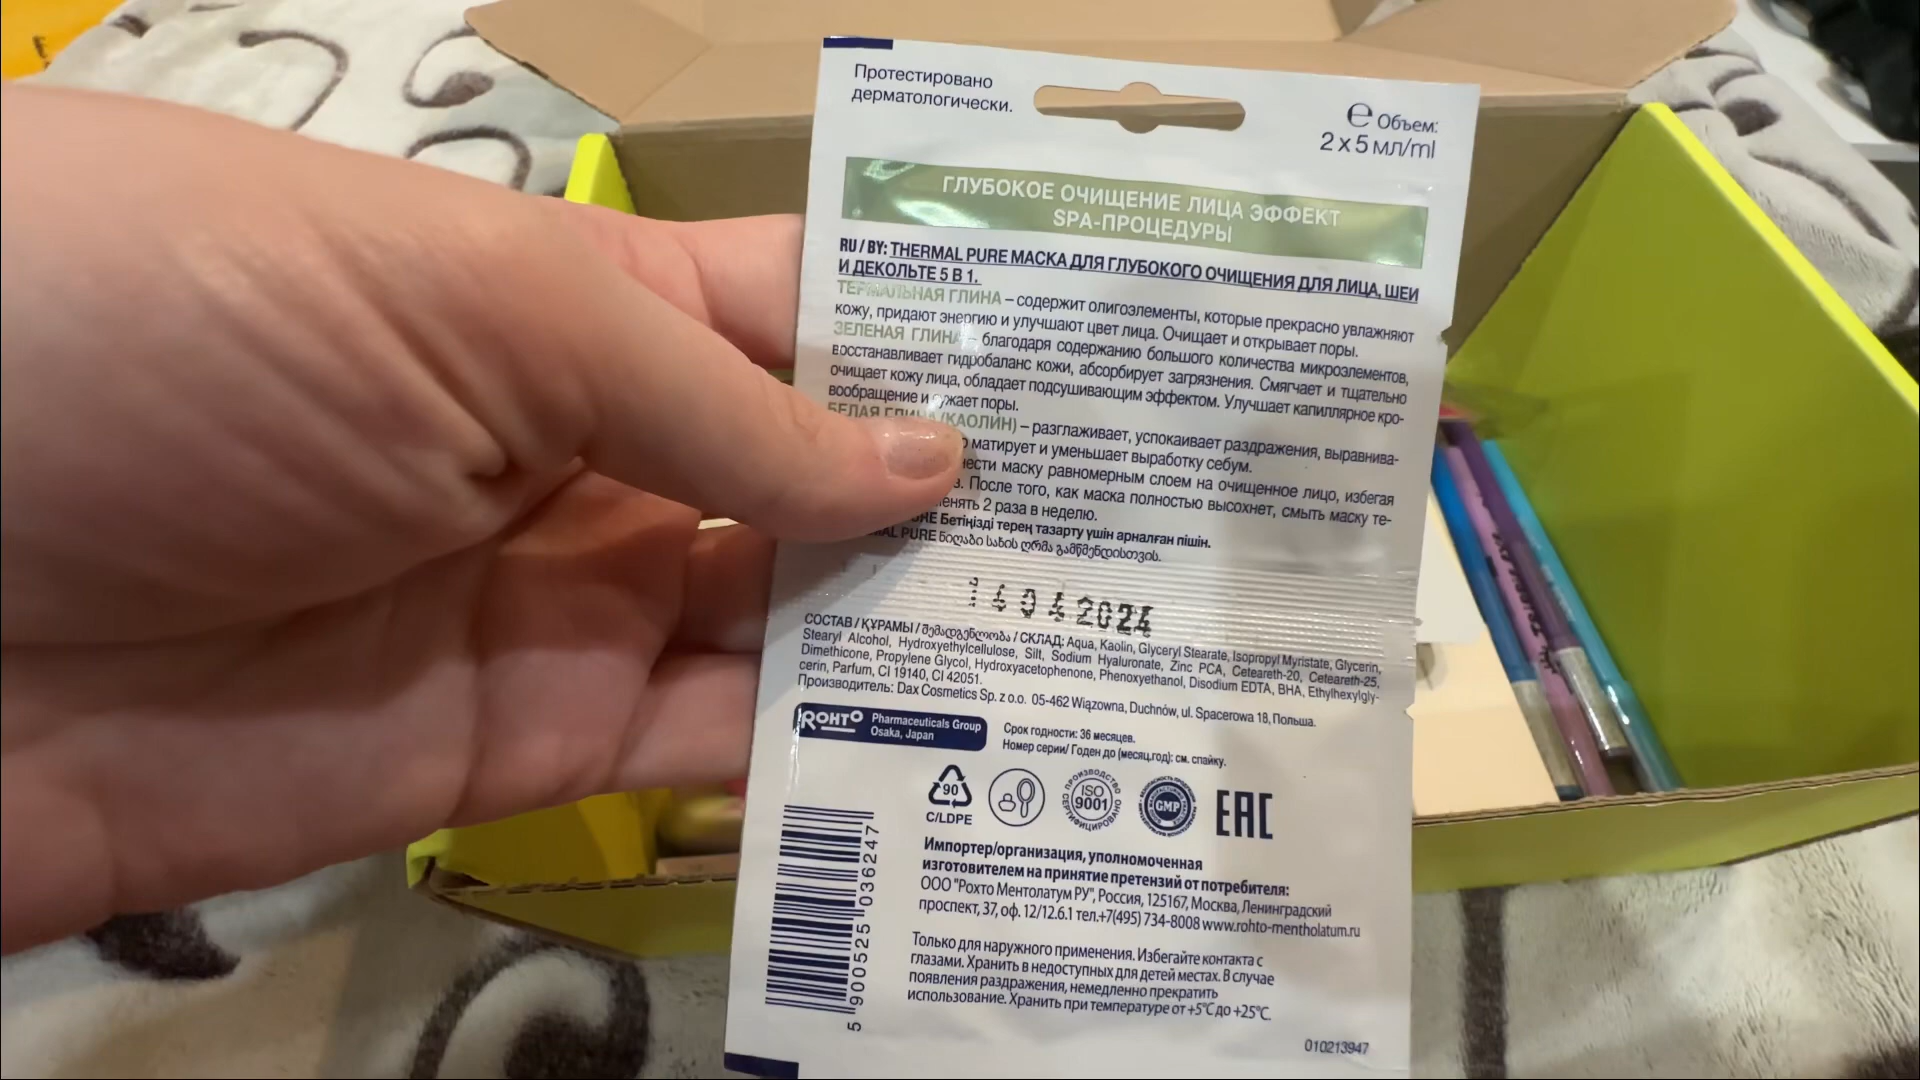 Протестировано
дерматологически.
℮ Объем:
2 x 5 мл/ml
ГЛУБОКОЕ ОЧИЩЕНИЕ ЛИЦА ЭФФЕКТ
SPA-ПРОЦЕДУРЫ
RU / BY: THERMAL PURE МАСКА ДЛЯ ГЛУБОКОГО ОЧИЩЕНИЯ ДЛЯ ЛИЦА, ШЕИ
И ДЕКОЛЬТЕ 5 В 1.
ТЕРМАЛЬНАЯ ГЛИНА – содержит олигоэлементы, которые прекрасно увлажняют
кожу, придают энергию и улучшают цвет лица. Очищает и открывает поры.
ЗЕЛЕНАЯ ГЛИНА – благодаря содержанию большого количества микроэлементов,
восстанавливает гидробаланс кожи, абсорбирует загрязнения. Смягчает и тщательно
очищает кожу лица, обладает подсушивающим эффектом. Улучшает капиллярное кро-
вообращение и сужает поры.
БЕЛАЯ ГЛИНА (КАОЛИН) – разглаживает, успокаивает раздражения, выравнива-
матирует и уменьшает выработку себум.
маску равномерным слоем на очищенное лицо, избегая
После того, как маска полностью высохнет, смыть маску те-
2 раза в неделю.
Бетіңізді терең тазарту үшін арналған пішін.
PURE ნიღაბი სახის ღრმა გაწმენდისთვის.
14042024
СОСТАВ / ҚҰРАМЫ / შემადგენლობა / СКЛАД: Aqua, Kaolin, Glyceryl Stearate, Isopropyl Myristate, Glycerin,
Stearyl Alcohol, Hydroxyethylcellulose, Silt, Sodium Hyaluronate, Zinc PCA, Ceteareth-20, Ceteareth-25,
Dimethicone, Propylene Glycol, Hydroxyacetophenone, Phenoxyethanol, Disodium EDTA, BHA, Ethylhexylgly-
cerin, Parfum, CI 19140, CI 42051.
Производитель: Dax Cosmetics Sp. z o.o. 05-462 Wiązowna, Duchnów, ul. Spacerowa 18, Польша.
ROHTO Pharmaceuticals Group
Osaka, Japan
Срок годности: 36 месяцев.
Номер серии/ Годен до (месяц.год): см. спайку.
90
C/LDPE
ISO
9001
GMP
EAC
Импортер/организация, уполномоченная
изготовителем на принятие претензий от потребителя:
ООО "Рохто Ментолатум РУ", Россия, 125167, Москва, Ленинградский
проспект, 37, оф. 12/12.6.1 тел.+7(495) 734-8008 www.rohto-mentholatum.ru
Только для наружного применения. Избегайте контакта с
глазами. Хранить в недоступных для детей местах. В случае
появления раздражения, немедленно прекратить
использование. Хранить при температуре от +5°С до +25°С.
5 900525 036247
010213947